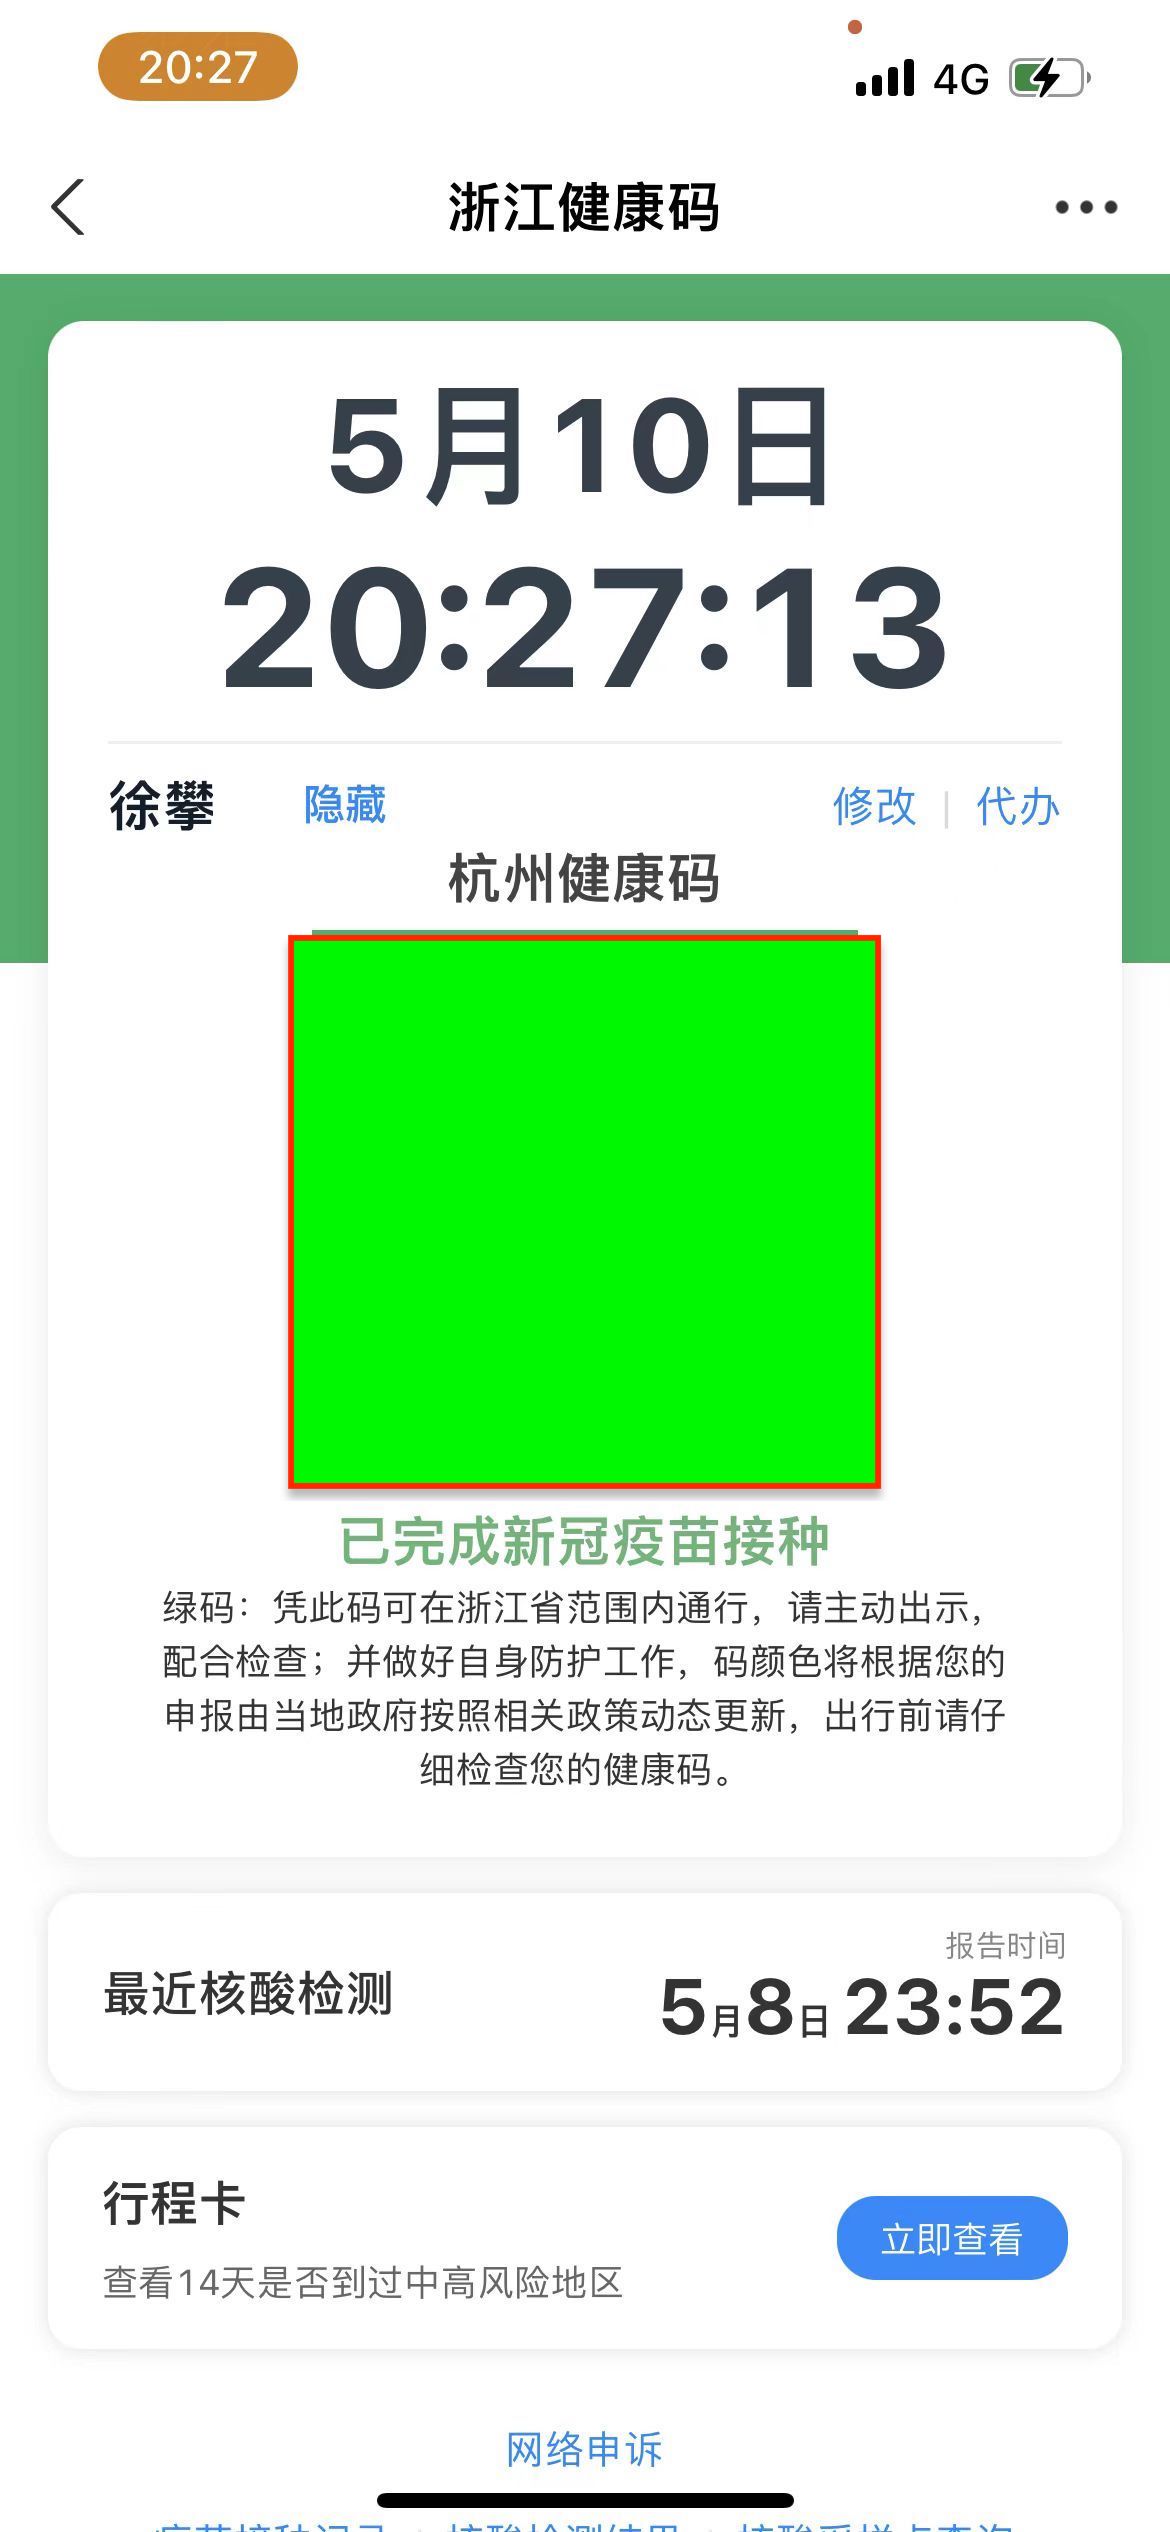 20:27
4G
浙江健康码
5月10日
20:27:13
徐攀 隐藏 修改 | 代办
杭州健康码
已完成新冠疫苗接种
绿码：凭此码可在浙江省范围内通行，请主动出示，
配合检查；并做好自身防护工作，码颜色将根据您的
申报由当地政府按照相关政策动态更新，出行前请仔
细检查您的健康码。
报告时间
最近核酸检测 5月8日 23:52
行程卡
立即查看
查看14天是否到过中高风险地区
网络申诉